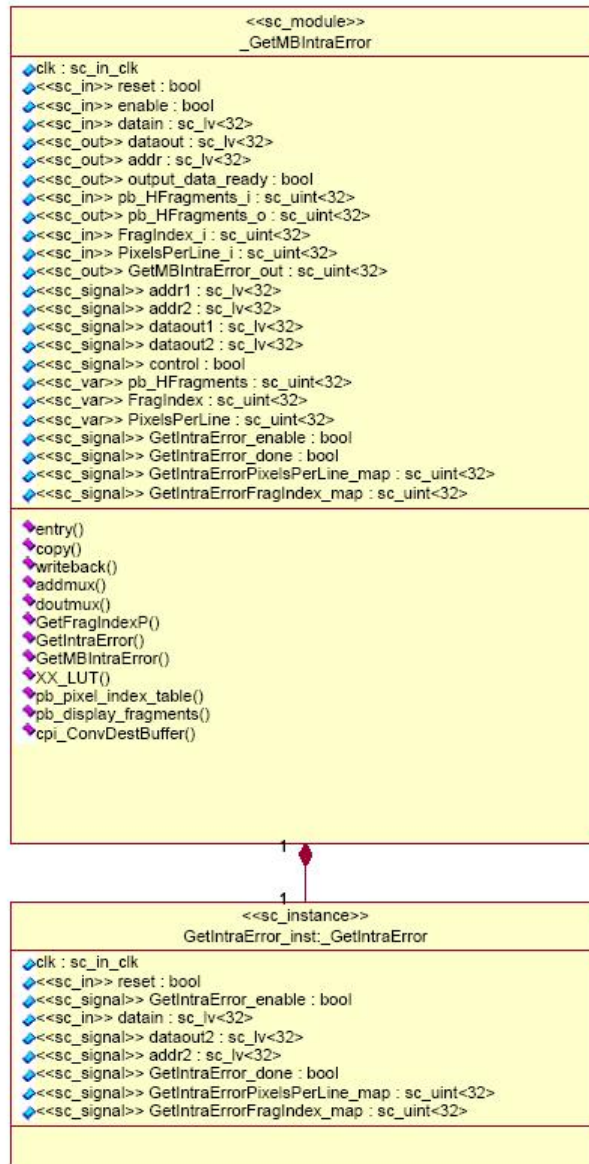 <<sc_module>>
_GetMBIntraError
clk : sc_in_clk
<<sc_in>> reset : bool
<<sc_in>> enable : bool
<<sc_in>> datain : sc_lv<32>
<<sc_out>> dataout : sc_lv<32>
<<sc_out>> addr : sc_lv<32>
<<sc_out>> output_data_ready : bool
<<sc_in>> pb_HFragments_i : sc_uint<32>
<<sc_out>> pb_HFragments_o : sc_uint<32>
<<sc_in>> FragIndex_i : sc_uint<32>
<<sc_in>> PixelsPerLine_i : sc_uint<32>
<<sc_out>> GetMBIntraError_out : sc_uint<32>
<<sc_signal>> addr1 : sc_lv<32>
<<sc_signal>> addr2 : sc_lv<32>
<<sc_signal>> dataout1 : sc_lv<32>
<<sc_signal>> dataout2 : sc_lv<32>
<<sc_signal>> control : bool
<<sc_var>> pb_HFragments : sc_uint<32>
<<sc_var>> FragIndex : sc_uint<32>
<<sc_var>> PixelsPerLine : sc_uint<32>
<<sc_signal>> GetIntraError_enable : bool
<<sc_signal>> GetIntraError_done : bool
<<sc_signal>> GetIntraErrorPixelsPerLine_map : sc_uint<32>
<<sc_signal>> GetIntraErrorFragIndex_map : sc_uint<32>
entry()
copy()
writeback()
addmux()
doutmux()
GetFragIndexP()
GetIntraError()
GetMBIntraError()
XX_LUT()
pb_pixel_index_table()
pb_display_fragments()
cpi_ConvDestBuffer()
1
1
<<sc_instance>>
GetIntraError_inst:_GetIntraError
clk : sc_in_clk
<<sc_in>> reset : bool
<<sc_signal>> GetIntraError_enable : bool
<<sc_in>> datain : sc_lv<32>
<<sc_signal>> dataout2 : sc_lv<32>
<<sc_signal>> addr2 : sc_lv<32>
<<sc_signal>> GetIntraError_done : bool
<<sc_signal>> GetIntraErrorPixelsPerLine_map : sc_uint<32>
<<sc_signal>> GetIntraErrorFragIndex_map : sc_uint<32>